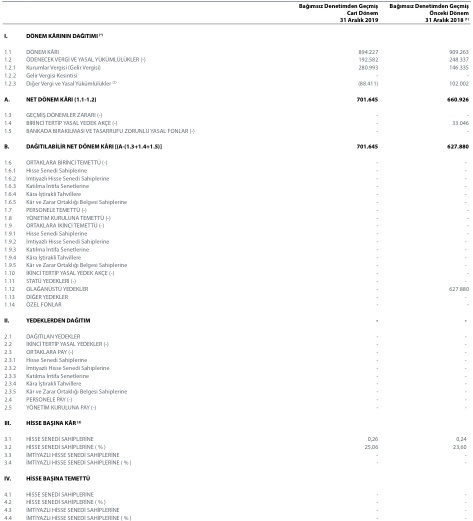 Bağımsız Denetimden Geçmiş Bağımsız Denetimden Geçmiş
Cari Dönem Önceki Dönem
31 Aralık 2019 31 Aralık 2018 (*)
I. DÖNEM KÂRININ DAĞITIMI (*)
1.1 DÖNEM KÂRI 894.227 909.263
1.2 ÖDENECEK VERGİ VE YASAL YÜKÜMLÜLÜKLER (-) 192.582 248.337
1.2.1 Kurumlar Vergisi (Gelir Vergisi) 280.993 146.335
1.2.2 Gelir Vergisi Kesintisi - -
1.2.3 Diğer Vergi ve Yasal Yükümlülükler (88.411) 102.002
A. NET DÖNEM KÂRI (1.1-1.2) 701.645 660.926
1.3 GEÇMİŞ DÖNEMLER ZARARI (-) - -
1.4 BİRİNCİ TERTİP YASAL YEDEK AKÇE (-) - 33.046
1.5 BANKADA BIRAKILMASI VE TASARRUFU ZORUNLU YASAL FONLAR (-) - -
B. DAĞITILABİLİR NET DÖNEM KÂRI [(A-(1.3+1.4+1.5)] 701.645 627.880
1.6 ORTAKLARA BİRİNCİ TEMETTÜ (-) - -
1.6.1 Hisse Senedi Sahiplerine - -
1.6.2 İmtiyazlı Hisse Senedi Sahiplerine - -
1.6.3 Katılma İntifa Senetlerine - -
1.6.4 Kâra İştirakli Tahvillere - -
1.6.5 Kâr ve Zarar Ortaklığı Belgesi Sahiplerine - -
1.7 PERSONELE TEMETTÜ (-) - -
1.8 YÖNETİM KURULUNA TEMETTÜ (-) - -
1.9 ORTAKLARA İKİNCİ TEMETTÜ (-) - -
1.9.1 Hisse Senedi Sahiplerine - -
1.9.2 İmtiyazlı Hisse Senedi Sahiplerine - -
1.9.3 Katılma İntifa Senetlerine - -
1.9.4 Kâra İştirakli Tahvillere - -
1.9.5 Kâr ve Zarar Ortaklığı Belgesi Sahiplerine - -
1.10 İKİNCİ TERTİP YASAL YEDEK AKÇE (-) - -
1.11 STATÜ YEDEKLERİ (-) - -
1.12 OLAĞANÜSTÜ YEDEKLER - 627.880
1.13 DİĞER YEDEKLER - -
1.14 ÖZEL FONLAR - -
II. YEDEKLERDEN DAĞITIM - -
2.1 DAĞITILAN YEDEKLER - -
2.2 İKİNCİ TERTİP YASAL YEDEKLER (-) - -
2.3 ORTAKLARA PAY (-) - -
2.3.1 Hisse Senedi Sahiplerine - -
2.3.2 İmtiyazlı Hisse Senedi Sahiplerine - -
2.3.3 Katılma İntifa Senetlerine - -
2.3.4 Kâra İştirakli Tahvillere - -
2.3.5 Kâr ve Zarar Ortaklığı Belgesi Sahiplerine - -
2.4 PERSONELE PAY (-) - -
2.5 YÖNETİM KURULUNA PAY (-) - -
III. HİSSE BAŞINA KÂR
3.1 HİSSE SENEDİ SAHİPLERİNE 0,26 0,24
3.2 HİSSE SENEDİ SAHİPLERİNE ( % ) 25,06 23,60
3.3 İMTİYAZLI HİSSE SENEDİ SAHİPLERİNE - -
3.4 İMTİYAZLI HİSSE SENEDİ SAHİPLERİNE ( % ) - -
IV. HİSSE BAŞINA TEMETTÜ
4.1 HİSSE SENEDİ SAHİPLERİNE - -
4.2 HİSSE SENEDİ SAHİPLERİNE ( % ) - -
4.3 İMTİYAZLI HİSSE SENEDİ SAHİPLERİNE - -
4.4 İMTİYAZLI HİSSE SENEDİ SAHİPLERİNE ( % ) - -